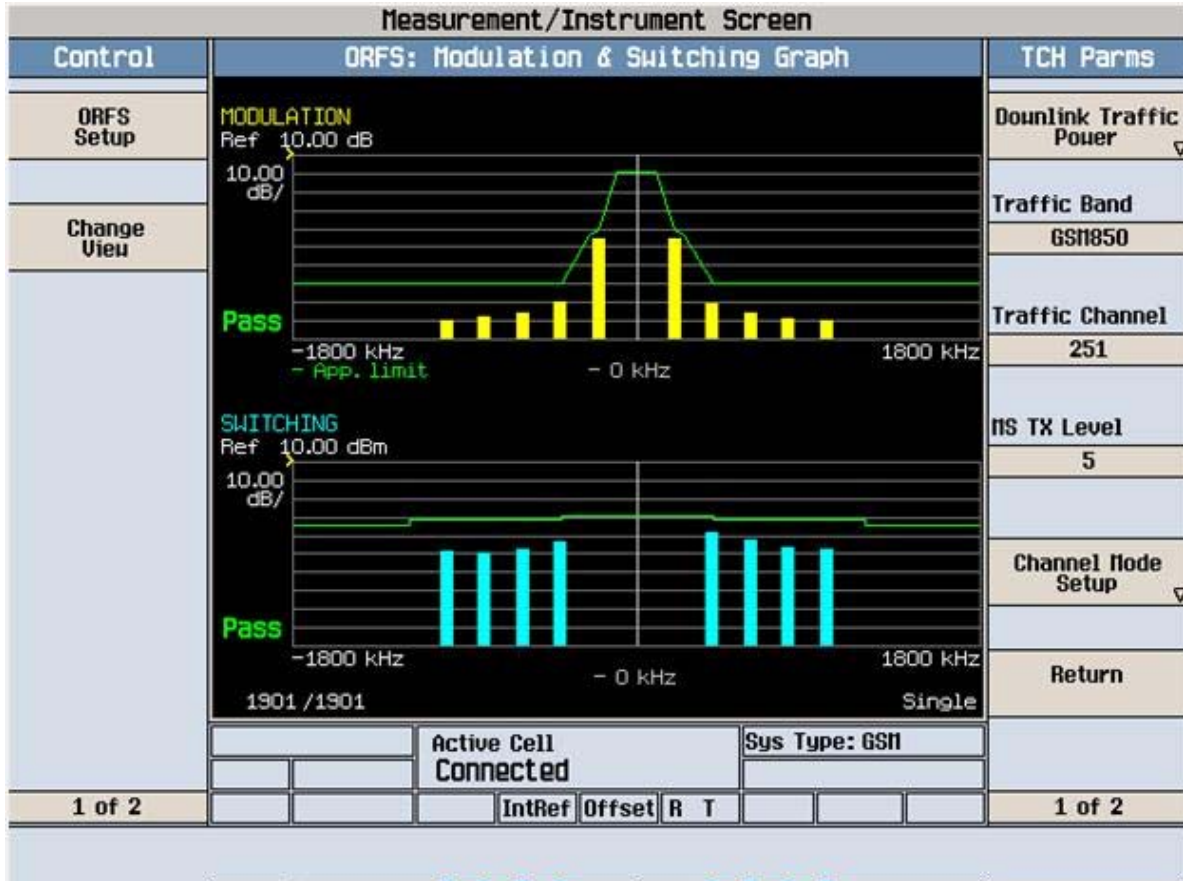 Measurement/Instrument Screen
Control
ORFS: Modulation & Switching Graph
TCH Parms
ORFS
Setup
Change
View
1 of 2
MODULATION
Ref 10.00 dB
10.00
dB/
Pass
-1800 kHz
1800 kHz
- App. limit
- 0 kHz
SWITCHING
Ref 10.00 dBm
10.00
dB/
Pass
-1800 kHz
1800 kHz
- 0 kHz
1901/1901
Single
Active Cell
Connected
Sys Type: GSM
IntRef
Offset
R T
Downlink Traffic
Power
Traffic Band
GSM850
Traffic Channel
251
MS TX Level
5
Channel Mode
Setup
Return
1 of 2